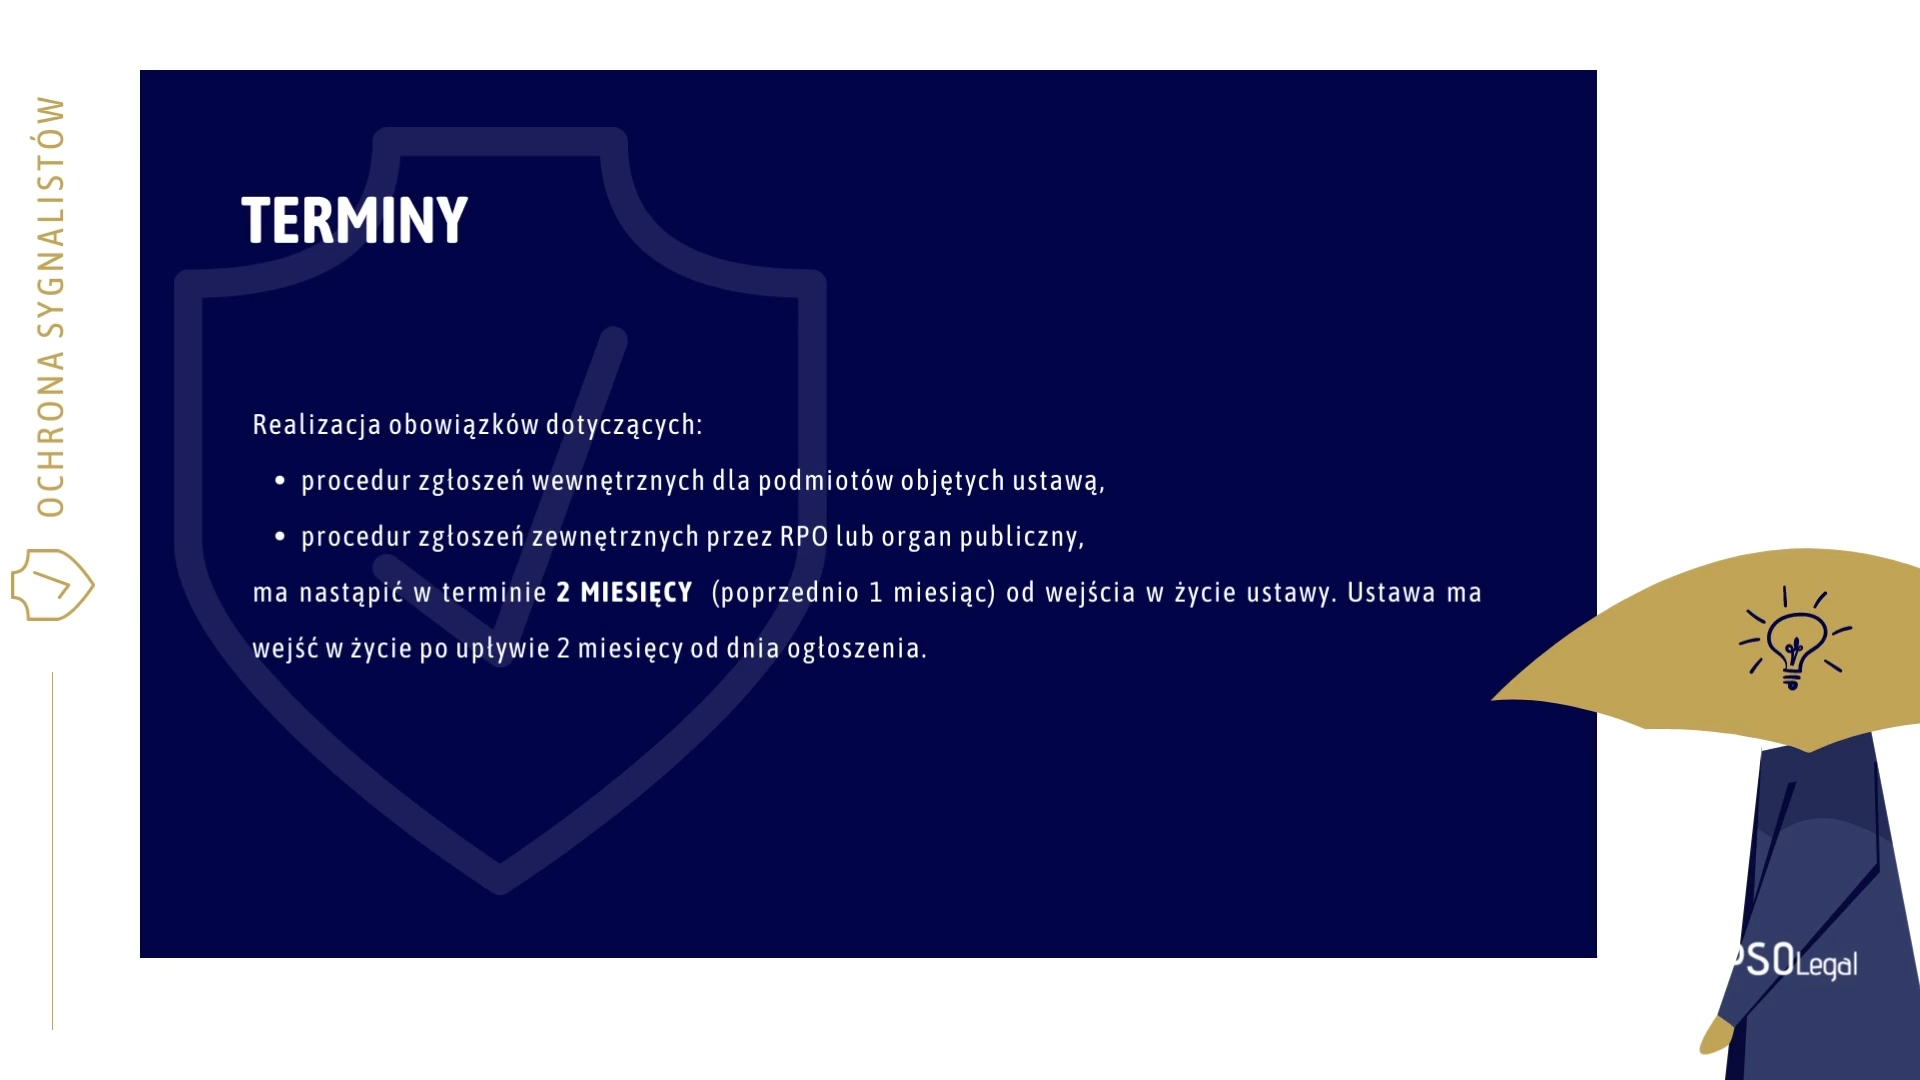 OCHRONA SYGNALISTÓW
TERMINY
Realizacja obowiązków dotyczących:
• procedur zgłoszeń wewnętrznych dla podmiotów objętych ustawą,
• procedur zgłoszeń zewnętrznych przez RPO lub organ publiczny,
ma nastąpić w terminie 2 MIESIĘCY (poprzednio 1 miesiąc) od wejścia w życie ustawy. Ustawa ma
wejść w życie po upływie 2 miesięcy od dnia ogłoszenia.
PSO Legal